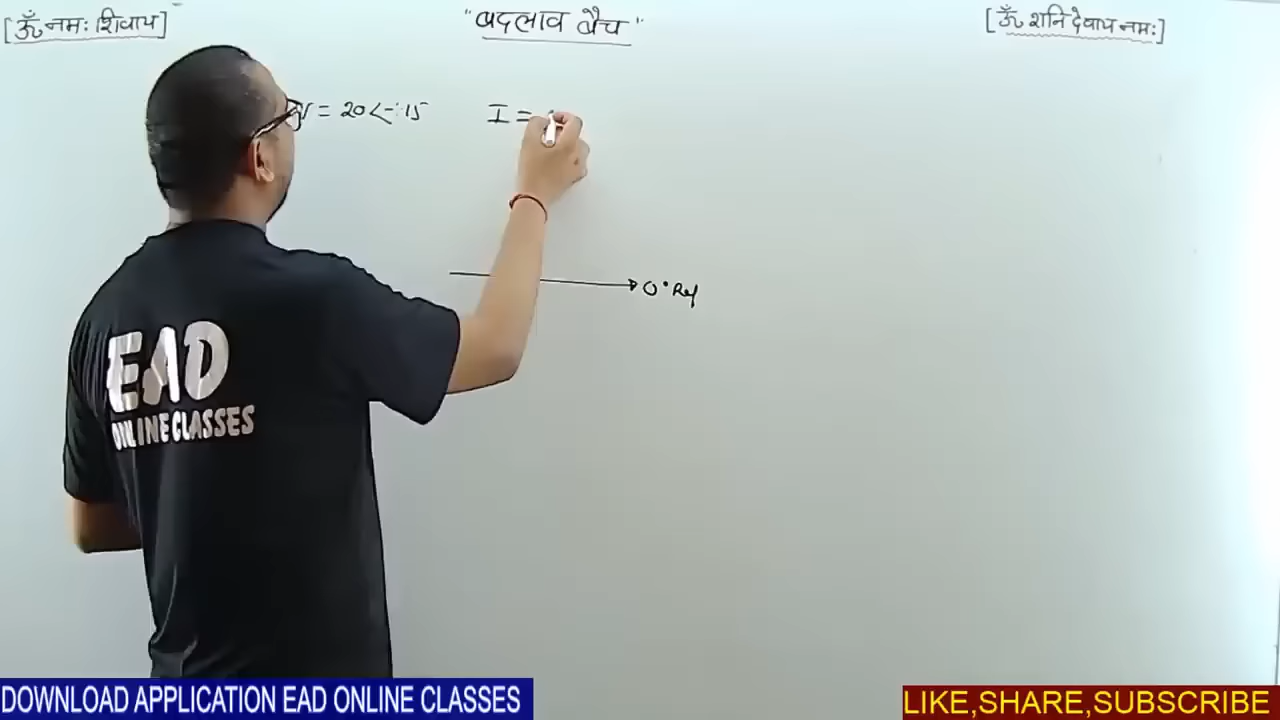 [ॐ नमः शिवाय]
"बदलाव बैच"
[ॐ शनि देवाय नमः]
V = 20<-15
I =
0° Ref
EAD
ONLINE CLASSES
DOWNLOAD APPLICATION EAD ONLINE CLASSES
LIKE,SHARE,SUBSCRIBE